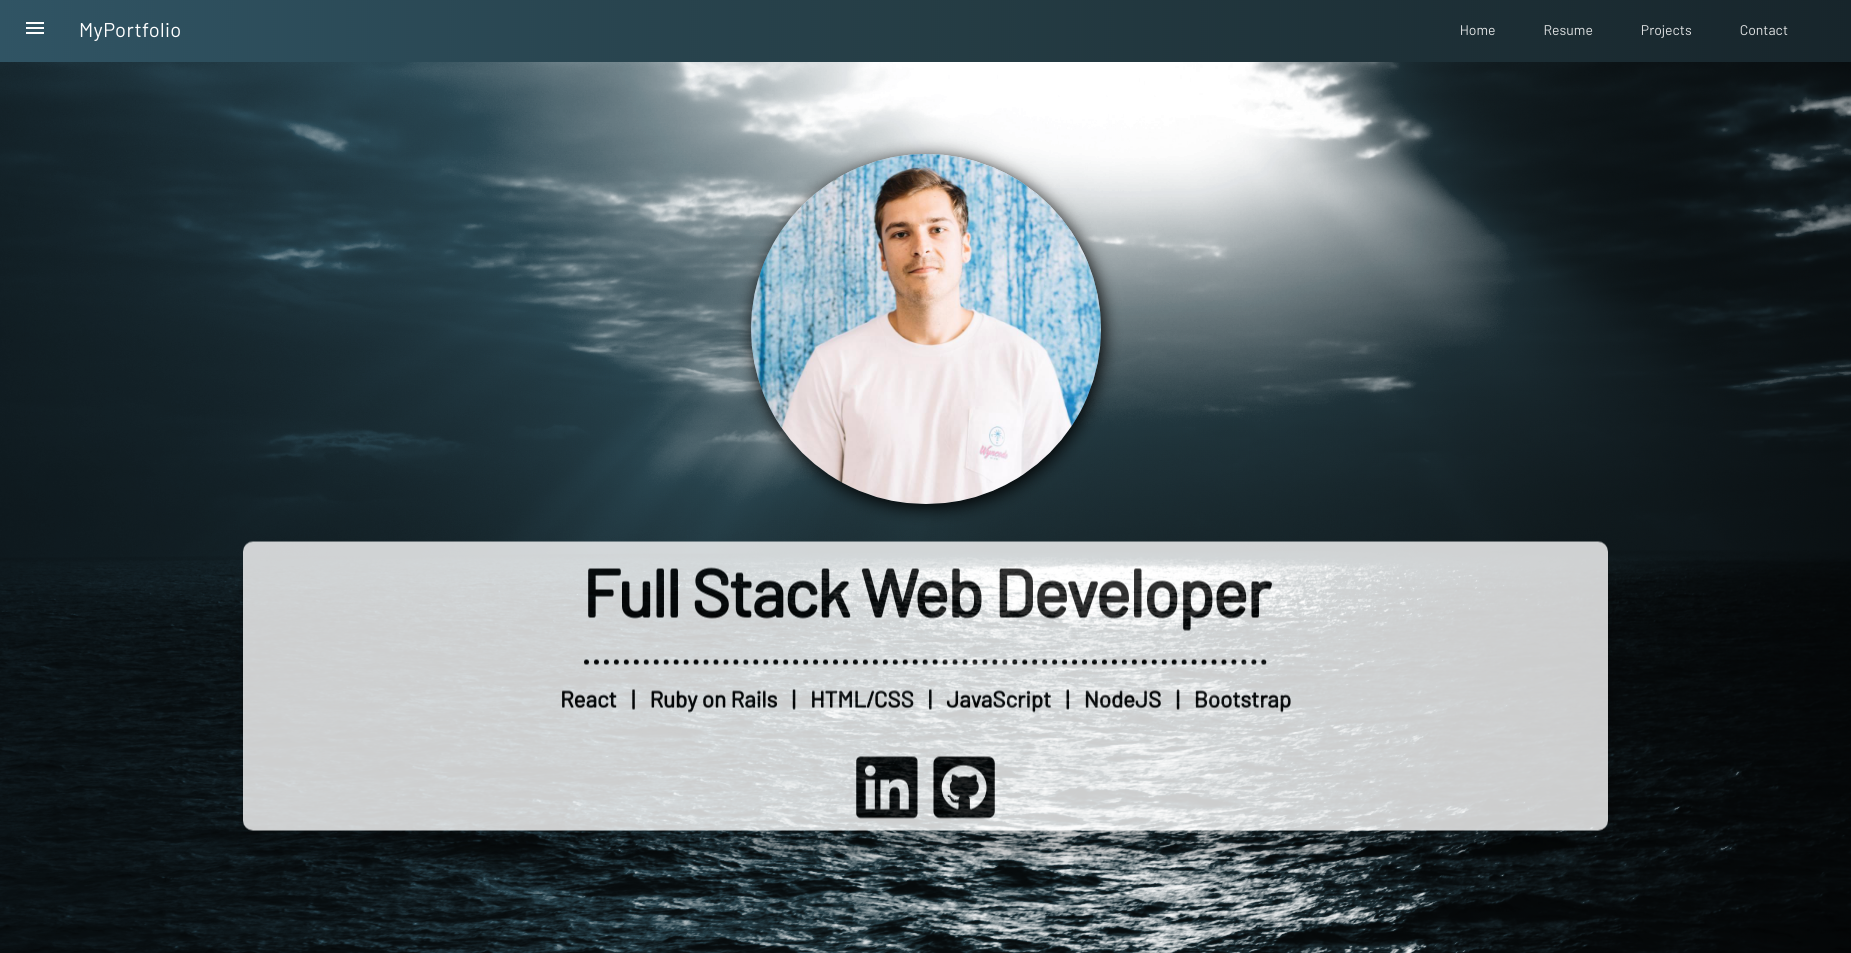 MyPortfolio
Home Resume Projects Contact
Full Stack Web Developer
React | Ruby on Rails | HTML/CSS | JavaScript | NodeJS | Bootstrap
in